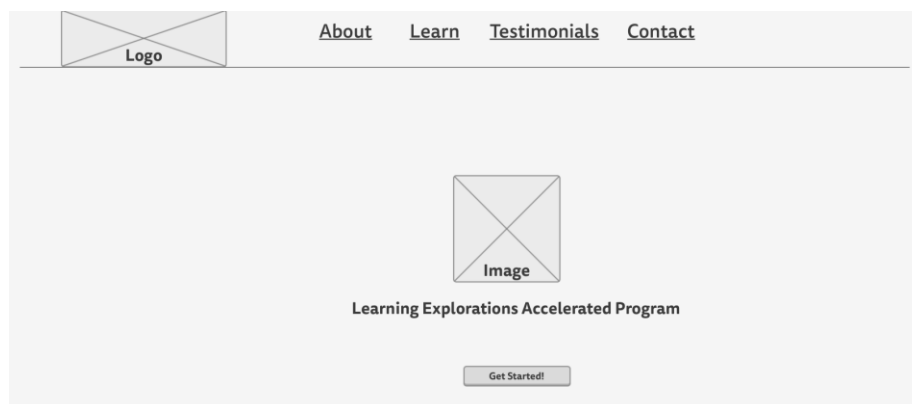 About Learn Testimonials Contact
Logo
Image
Learning Explorations Accelerated Program
Get Started!